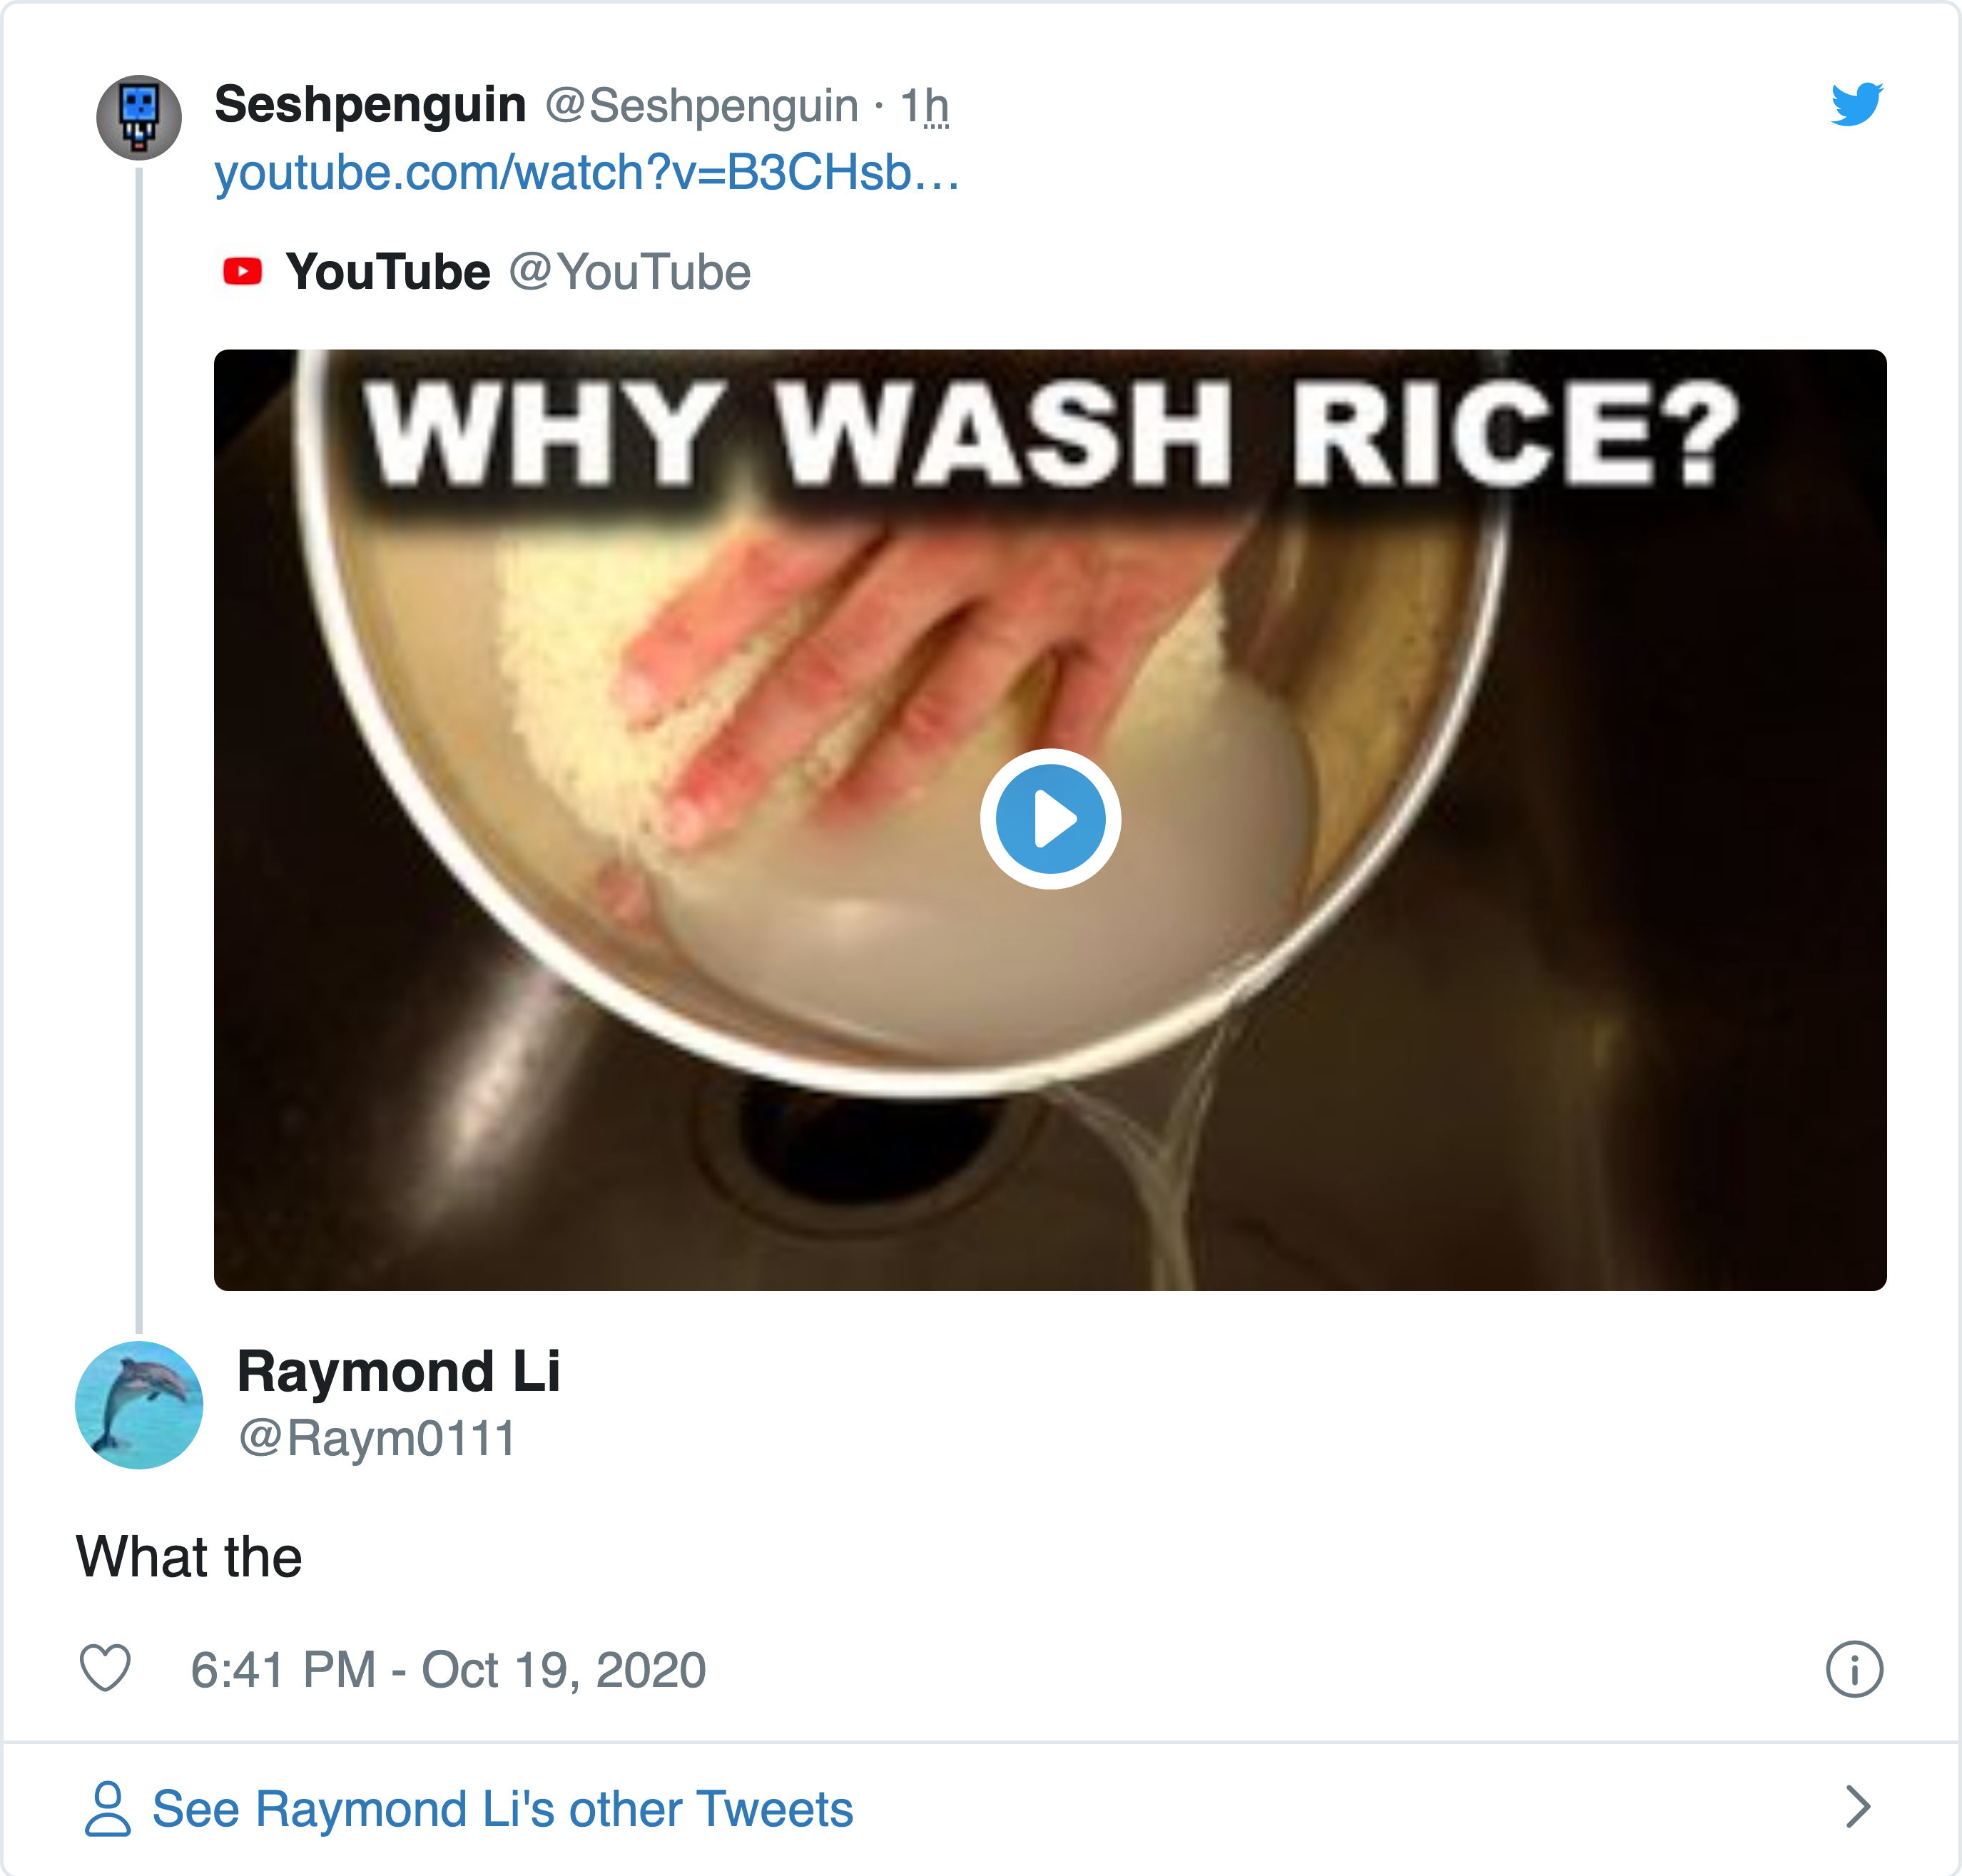 Seshpenguin @Seshpenguin · 1h
youtube.com/watch?v=B3CHsb…
YouTube @YouTube
WHY WASH RICE?
Raymond Li
@Raym0111
What the
6:41 PM - Oct 19, 2020
See Raymond Li's other Tweets